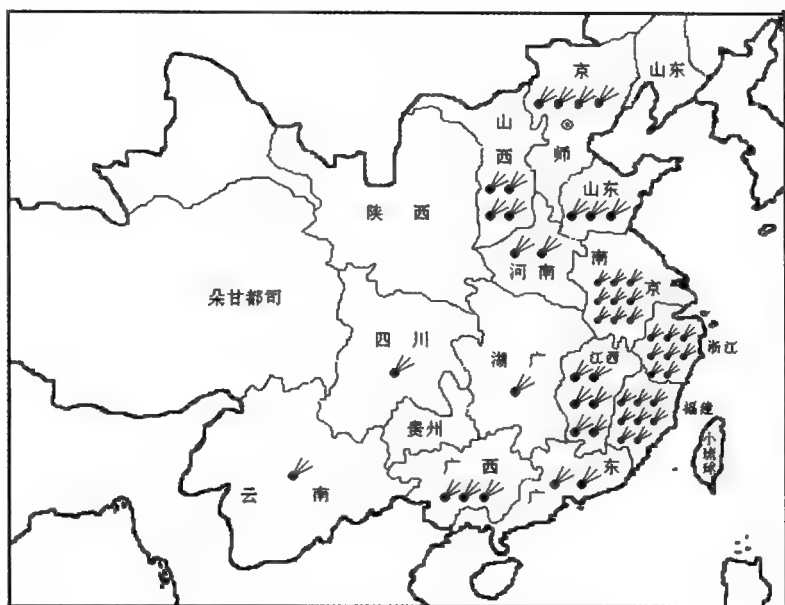 京师
山东
山西
陕西
山东
河南
南京
朵甘都司
四川
湖广
江西
浙江
福建
贵州
小琉球
云南
广西
广东